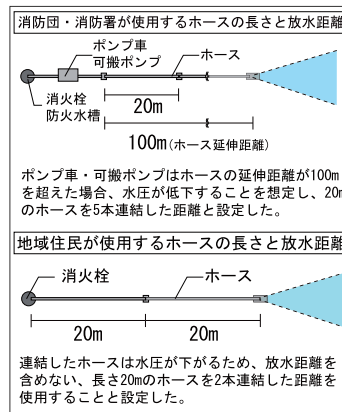 消防団・消防署が使用するホースの長さと放水距離
ポンプ車
可搬ポンプ
ホース
消火栓
防火水槽
20m
100m(ホース延伸距離)
ポンプ車・可搬ポンプはホースの延伸距離が100m
を超えた場合、水圧が低下することを想定し、20m
のホースを5本連結した距離と設定した。
地域住民が使用するホースの長さと放水距離
消火栓
ホース
20m
20m
連結したホースは水圧が下がるため、放水距離を
含めない、長さ20mのホースを2本連結した距離を
使用することと設定した。